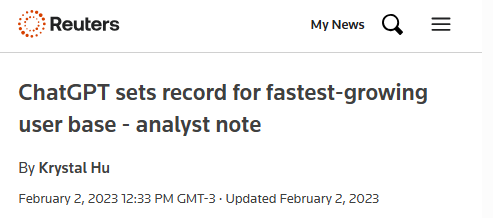 Reuters
My News
ChatGPT sets record for fastest-growing
user base - analyst note
By Krystal Hu
February 2, 2023 12:33 PM GMT-3 · Updated February 2, 2023